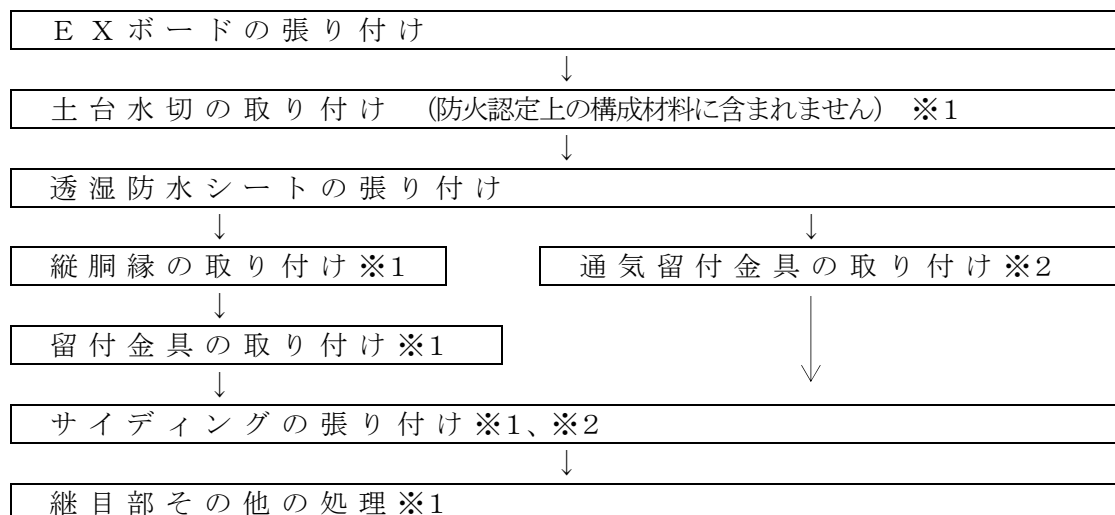 ＥＸボードの張り付け
↓
土台水切の取り付け （防火認定上の構成材料に含まれません） ※1
↓
透湿防水シートの張り付け
↓ ↓
縦胴縁の取り付け※1 通気留付金具の取り付け※2
↓
留付金具の取り付け※1
↓ ↓
サイディングの張り付け※1、※2
↓
継目部その他の処理※1